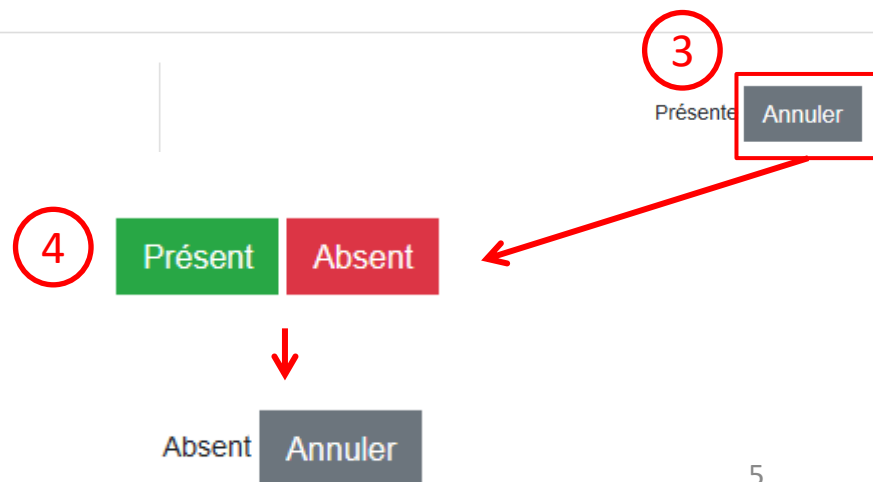 3
Présente Annuler
4 Présent Absent
Absent Annuler
5